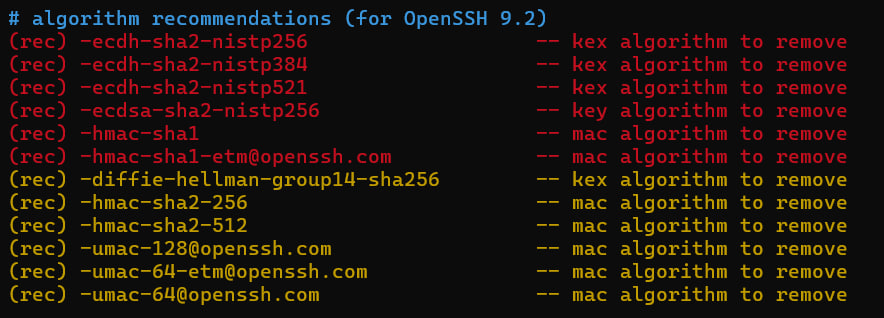 # algorithm recommendations (for OpenSSH 9.2)
(rec) -ecdh-sha2-nistp256 -- kex algorithm to remove
(rec) -ecdh-sha2-nistp384 -- kex algorithm to remove
(rec) -ecdh-sha2-nistp521 -- kex algorithm to remove
(rec) -ecdsa-sha2-nistp256 -- key algorithm to remove
(rec) -hmac-sha1 -- mac algorithm to remove
(rec) -hmac-sha1-etm@openssh.com -- mac algorithm to remove
(rec) -diffie-hellman-group14-sha256 -- kex algorithm to remove
(rec) -hmac-sha2-256 -- mac algorithm to remove
(rec) -hmac-sha2-512 -- mac algorithm to remove
(rec) -umac-128@openssh.com -- mac algorithm to remove
(rec) -umac-64-etm@openssh.com -- mac algorithm to remove
(rec) -umac-64@openssh.com -- mac algorithm to remove